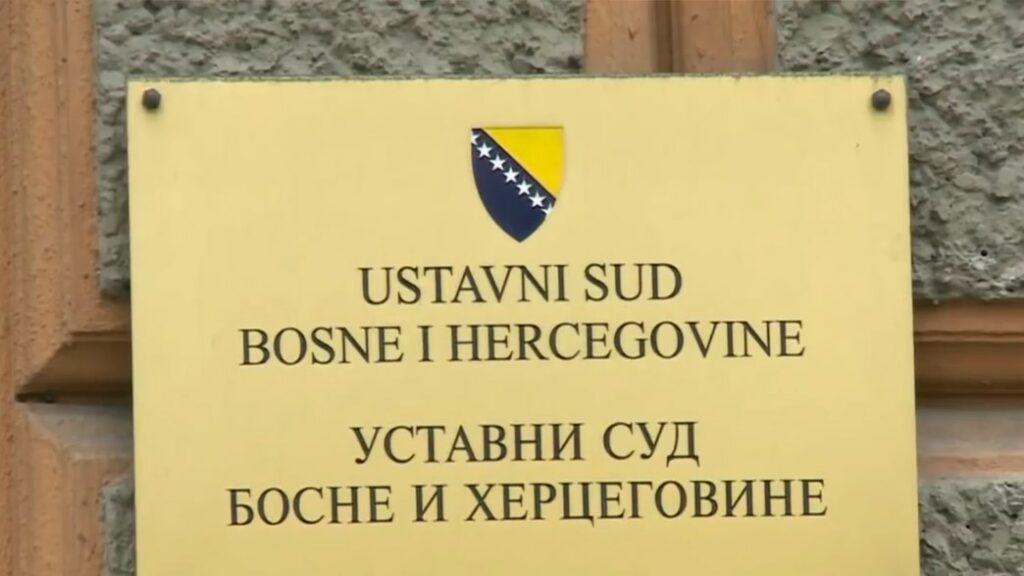 USTAVNI SUD
BOSNE I HERCEGOVINE
УСТАВНИ СУД
БОСНЕ И ХЕРЦЕГОВИНЕ